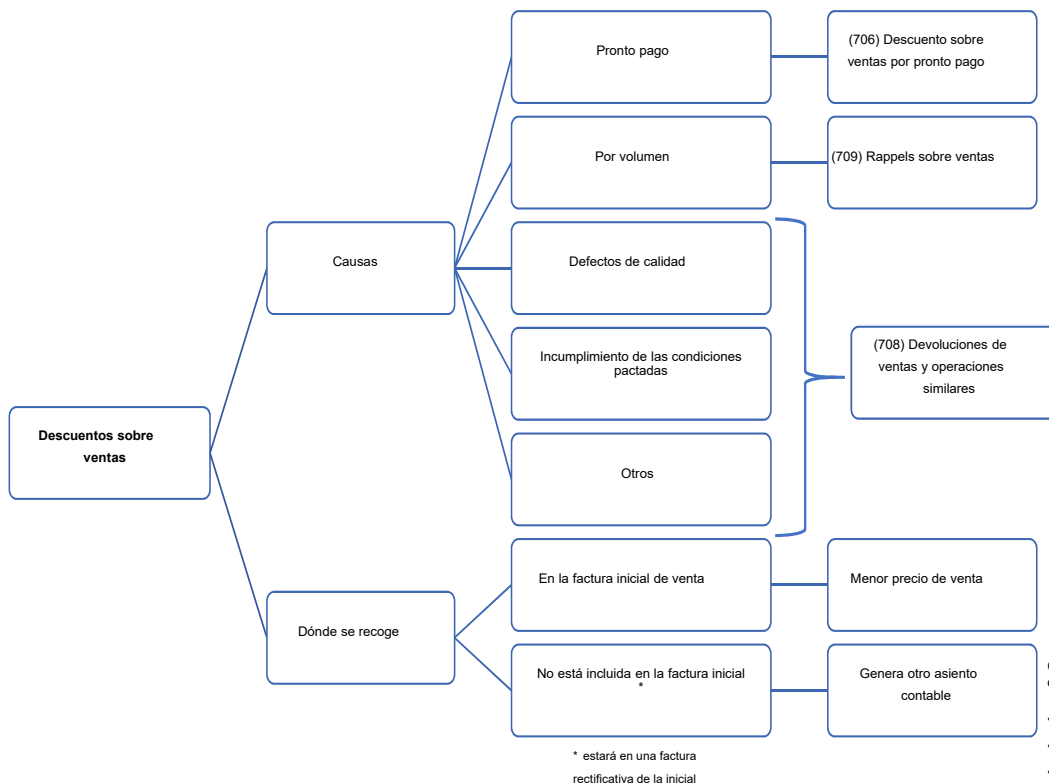 Pronto pago
(706) Descuento sobre
ventas por pronto pago
Por volumen
(709) Rappels sobre ventas
Causas
Defectos de calidad
Incumplimiento de las condiciones
pactadas
(708) Devoluciones de
ventas y operaciones
similares
Otros
Descuentos sobre
ventas
Dónde se recoge
En la factura inicial de venta
Menor precio de venta
No está incluida en la factura inicial
*
Genera otro asiento
contable
* estará en una factura
rectificativa de la inicial